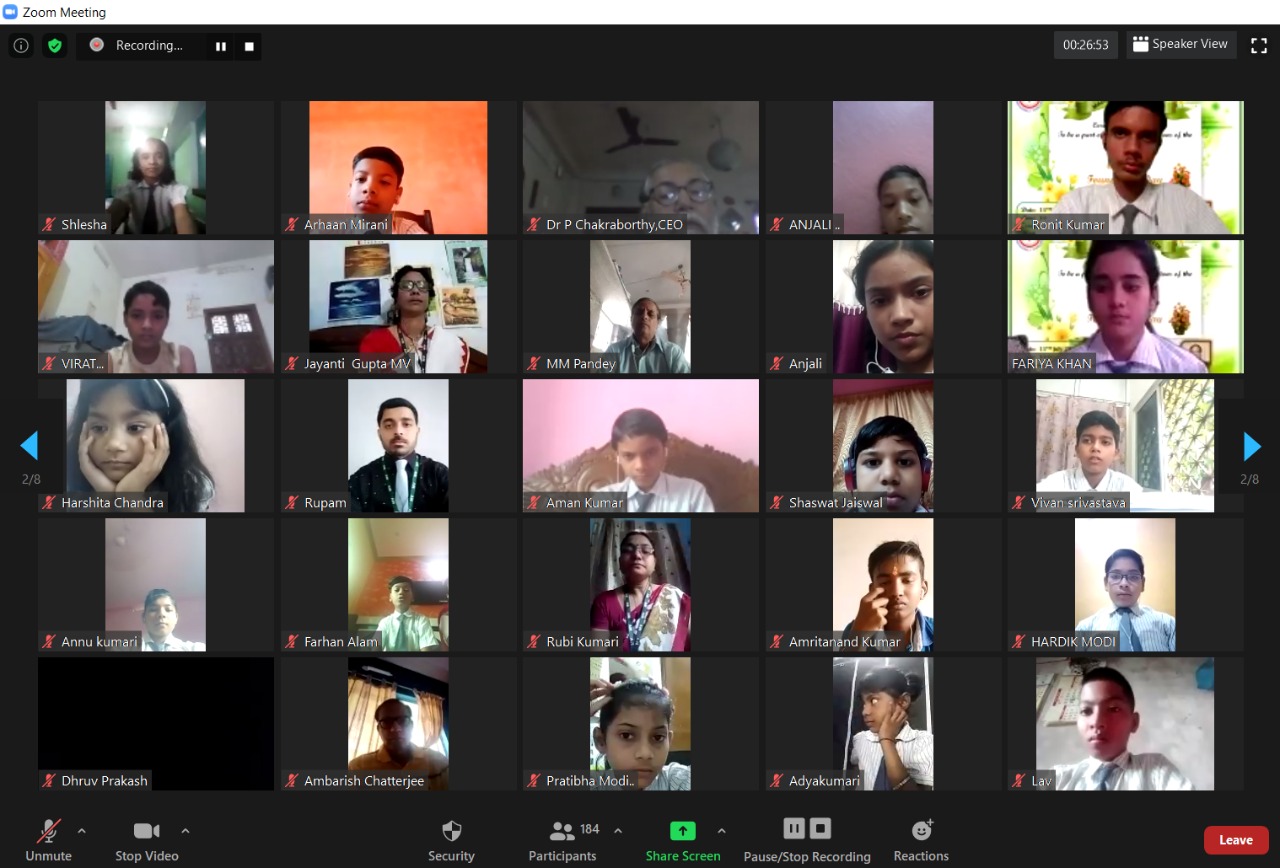 Zoom Meeting
Recording...
00:26:53
Speaker View
Shlesha
Arhaan Mirani
Dr P Chakraborthy,CEO
ANJALI ..
Ronit Kumar
VIRAT...
Jayanti Gupta MV
MM Pandey
Anjali
FARIYA KHAN
Harshita Chandra
Rupam
Aman Kumar
Shaswat Jaiswal
Vivan srivastava
2/8
2/8
Annu kumari
Farhan Alam
Rubi Kumari
Amritanand Kumar
HARDIK MODI
Dhruv Prakash
Ambarish Chatterjee
Pratibha Modi..
Adyakumari
Lav
184
Unmute
Stop Video
Security
Participants
Share Screen
Pause/Stop Recording
Reactions
Leave